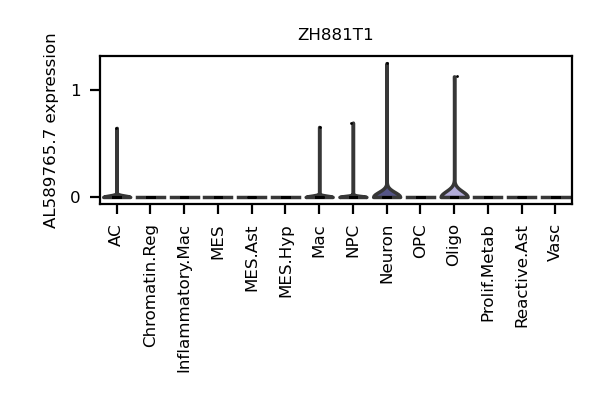 ZH881T1
AL589765.7 expression
1
0
AC
Chromatin.Reg
Inflammatory.Mac
MES
MES.Ast
MES.Hyp
Mac
NPC
Neuron
OPC
Oligo
Prolif.Metab
Reactive.Ast
Vasc